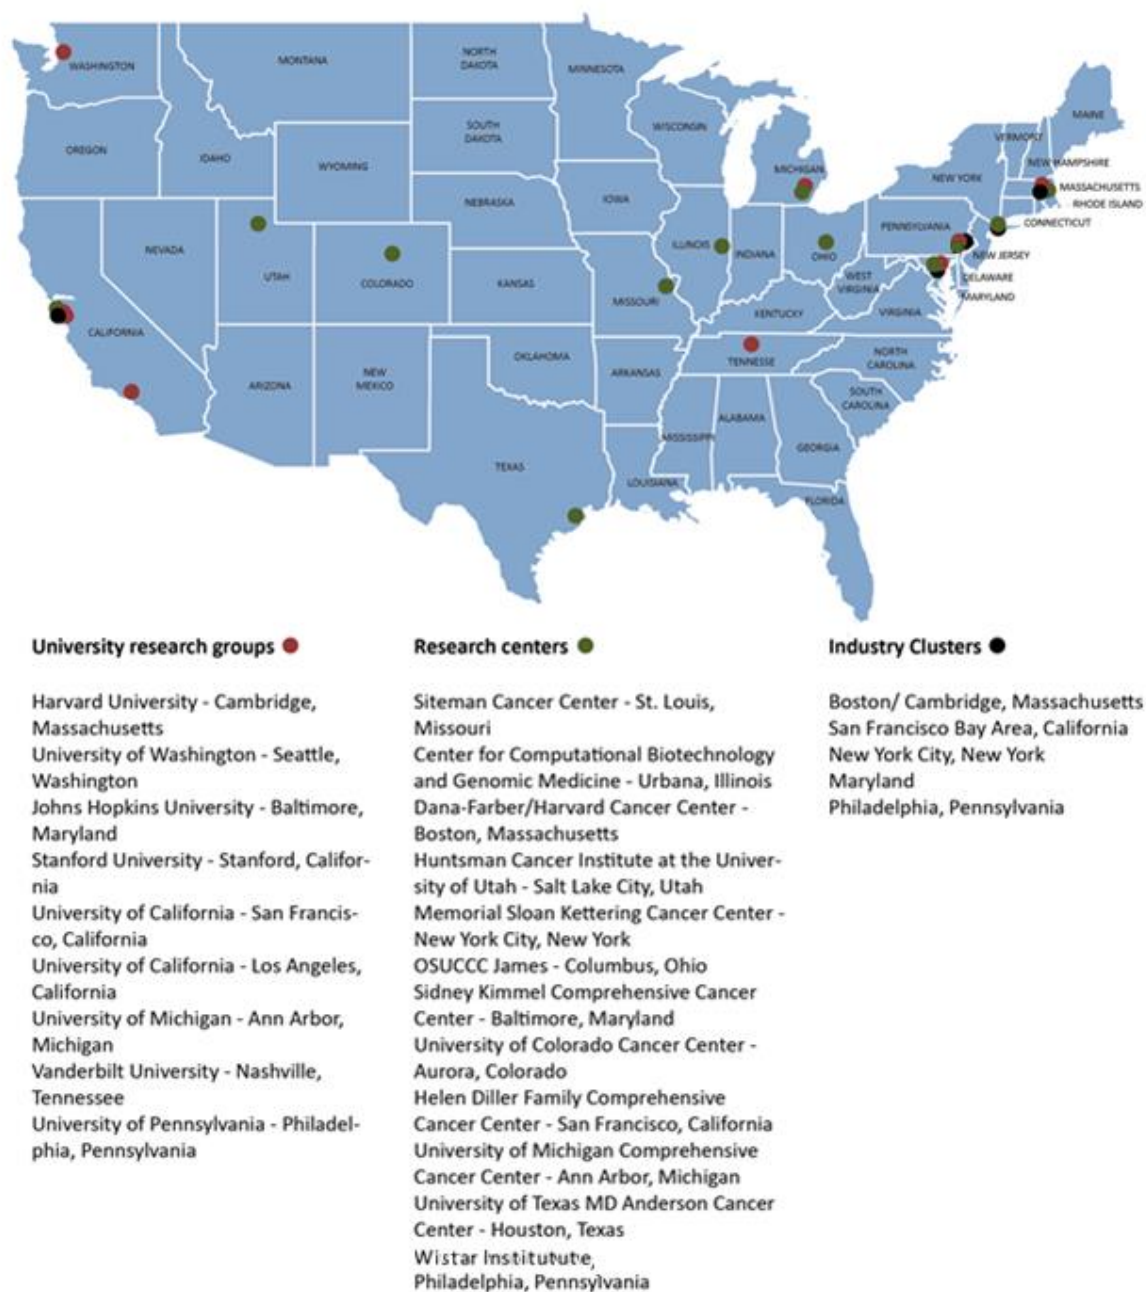 WASHINGTON
MONTANA
NORTH
DAKOTA
MINNESOTA
MAINE
OREGON
IDAHO
WYOMING
SOUTH
DAKOTA
WISCONSIN
MICHIGAN
VERMONT
NEW HAMPSHIRE
NEW YORK
MASSACHUSETTS
RHODE ISLAND
CONNECTICUT
NEBRASKA
IOWA
PENNSYLVANIA
NEVADA
UTAH
COLORADO
KANSAS
ILLINOIS
INDIANA
OHIO
NEW JERSEY
WEST
VIRGINIA
DELAWARE
MARYLAND
MISSOURI
KENTUCKY
VIRGINIA
CALIFORNIA
ARIZONA
NEW
MEXICO
OKLAHOMA
ARKANSAS
TENNESSE
NORTH
CAROLINA
SOUTH
CAROLINA
MISSISSIPPI
ALABAMA
GEORGIA
TEXAS
LOUISIANA
FLORIDA
University research groups
Harvard University - Cambridge,
Massachusetts
University of Washington - Seattle,
Washington
Johns Hopkins University - Baltimore,
Maryland
Stanford University - Stanford, Califor-
nia
University of California - San Francis-
co, California
University of California - Los Angeles,
California
University of Michigan - Ann Arbor,
Michigan
Vanderbilt University - Nashville,
Tennessee
University of Pennsylvania - Philadel-
phia, Pennsylvania
Research centers
Siteman Cancer Center - St. Louis,
Missouri
Center for Computational Biotechnology
and Genomic Medicine - Urbana, Illinois
Dana-Farber/Harvard Cancer Center -
Boston, Massachusetts
Huntsman Cancer Institute at the Univer-
sity of Utah - Salt Lake City, Utah
Memorial Sloan Kettering Cancer Center -
New York City, New York
OSUCCC James - Columbus, Ohio
Sidney Kimmel Comprehensive Cancer
Center - Baltimore, Maryland
University of Colorado Cancer Center -
Aurora, Colorado
Helen Diller Family Comprehensive
Cancer Center - San Francisco, California
University of Michigan Comprehensive
Cancer Center - Ann Arbor, Michigan
University of Texas MD Anderson Cancer
Center - Houston, Texas
Wistar Institutute,
Philadelphia, Pennsylvania
Industry Clusters
Boston/ Cambridge, Massachusetts
San Francisco Bay Area, California
New York City, New York
Maryland
Philadelphia, Pennsylvania